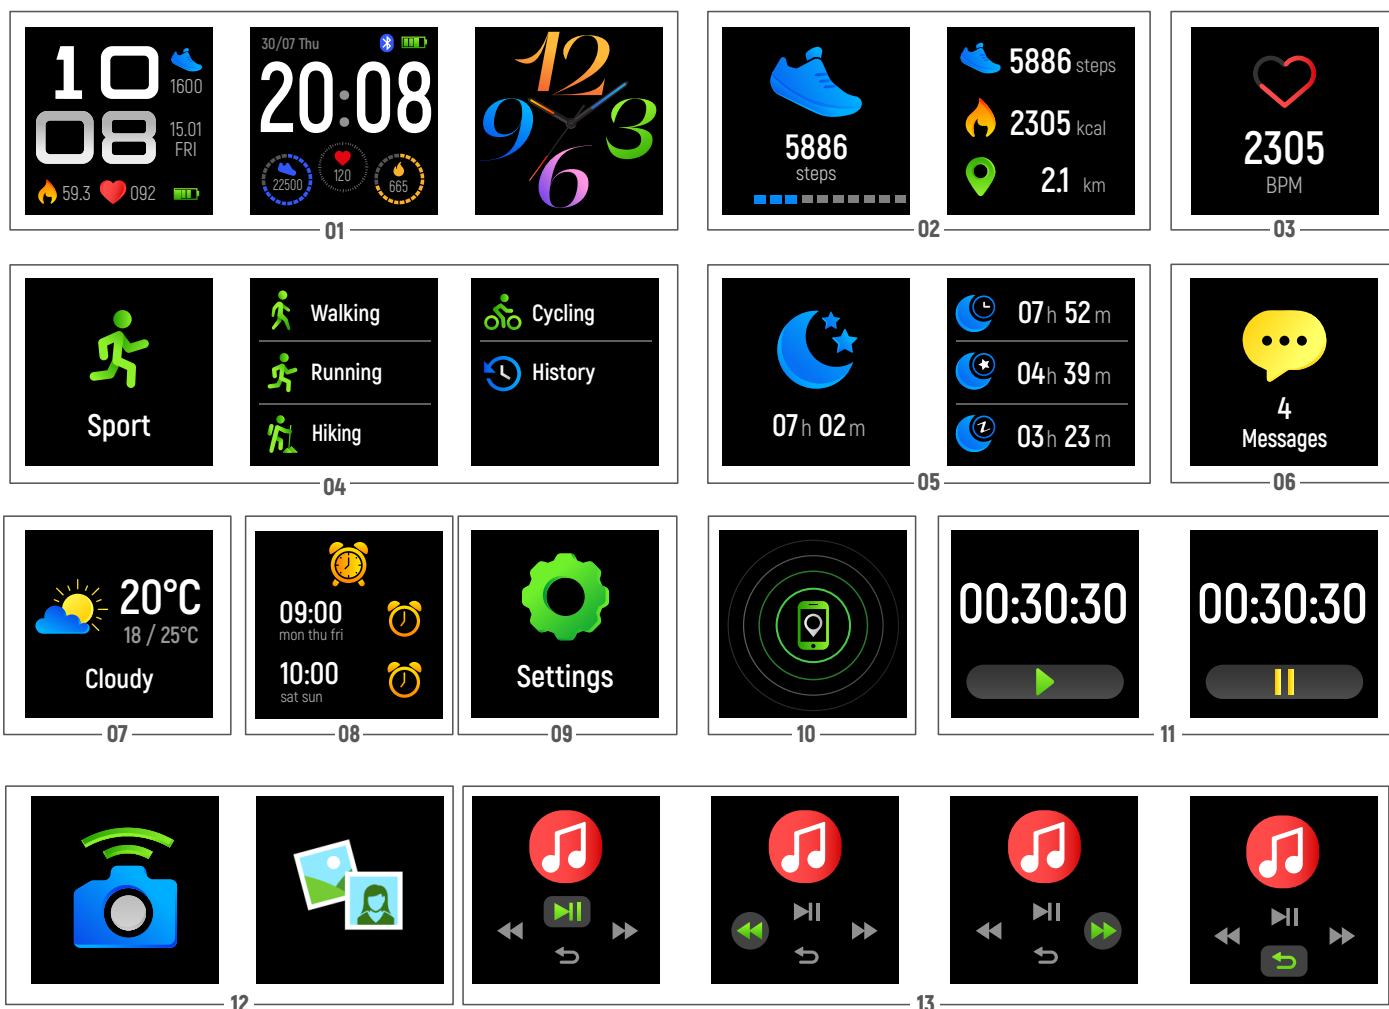 10
08
1600
15.01
FRI
59.3 092
30/07 Thu
20:08
22500 120 665
12
9 3
6
01
5886
steps
5886 steps
2305 kcal
2.1 km
02
2305
BPM
03
Sport
Walking
Running
Hiking
Cycling
History
04
07h 02m
07h 52m
04h 39m
z
03h 23m
05
4
Messages
06
20°C
18 / 25°C
Cloudy
07
09:00
mon thu fri
10:00
sat sun
08
Settings
09
10
00:30:30
00:30:30
11
12
13